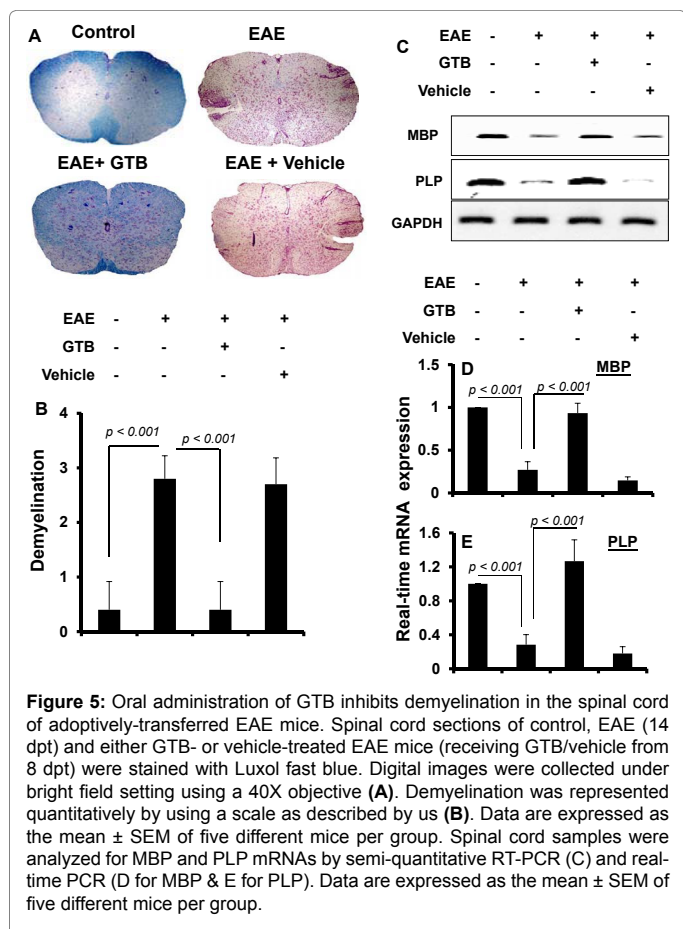 A
Control
EAE
EAE+ GTB
EAE + Vehicle
EAE - + + +
GTB - - + -
Vehicle - - - +
B
Demyelination
4
3
2
1
0
p < 0.001
p < 0.001
C
EAE - + + +
GTB - - + -
Vehicle - - - +
MBP
PLP
GAPDH
EAE - + + +
GTB - - + -
Vehicle - - - +
Real-time mRNA expression
D
MBP
1.5
1
0.5
0
p < 0.001
p < 0.001
E
PLP
1.6
1.2
0.8
0.4
0
p < 0.001
p < 0.001
Figure 5: Oral administration of GTB inhibits demyelination in the spinal cord
of adoptively-transferred EAE mice. Spinal cord sections of control, EAE (14
dpt) and either GTB- or vehicle-treated EAE mice (receiving GTB/vehicle from
8 dpt) were stained with Luxol fast blue. Digital images were collected under
bright field setting using a 40X objective (A). Demyelination was represented
quantitatively by using a scale as described by us (B). Data are expressed as
the mean ± SEM of five different mice per group. Spinal cord samples were
analyzed for MBP and PLP mRNAs by semi-quantitative RT-PCR (C) and real-
time PCR (D for MBP & E for PLP). Data are expressed as the mean ± SEM of
five different mice per group.